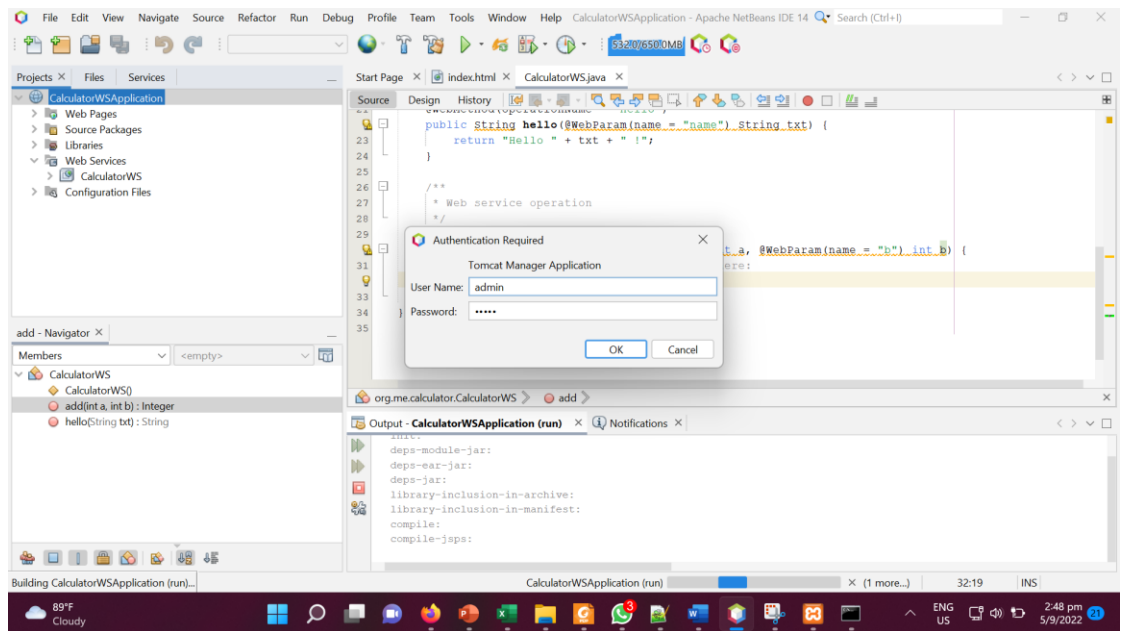 File Edit View Navigate Source Refactor Run Debug Profile Team Tools Window Help CalculatorWSApplication - Apache NetBeans IDE 14 Search (Ctrl+I)
532.0/650.0MB
Projects Files Services
Start Page index.html CalculatorWS.java
CalculatorWSApplication
Web Pages
Source Packages
Libraries
Web Services
CalculatorWS
Configuration Files
Source Design History
public String hello(@WebParam(name = "name") String txt) {
23 return "Hello " + txt + " !";
24 }
25
26 /**
27 * Web service operation
28 */
29
t a, @WebParam(name = "b") int b) {
31 ere:
33
34 }
35
Authentication Required
Tomcat Manager Application
User Name: admin
Password: •••••
OK Cancel
add - Navigator
Members <empty>
CalculatorWS
CalculatorWS()
add(int a, int b) : Integer
hello(String txt) : String
org.me.calculator.CalculatorWS add
Output - CalculatorWSApplication (run) Notifications
init:
deps-module-jar:
deps-ear-jar:
deps-jar:
library-inclusion-in-archive:
library-inclusion-in-manifest:
compile:
compile-jsps:
Building CalculatorWSApplication (run)... CalculatorWSApplication (run) (1 more...) 32:19 INS
89°F
Cloudy
3
ENG
US
2:48 pm
5/9/2022
21